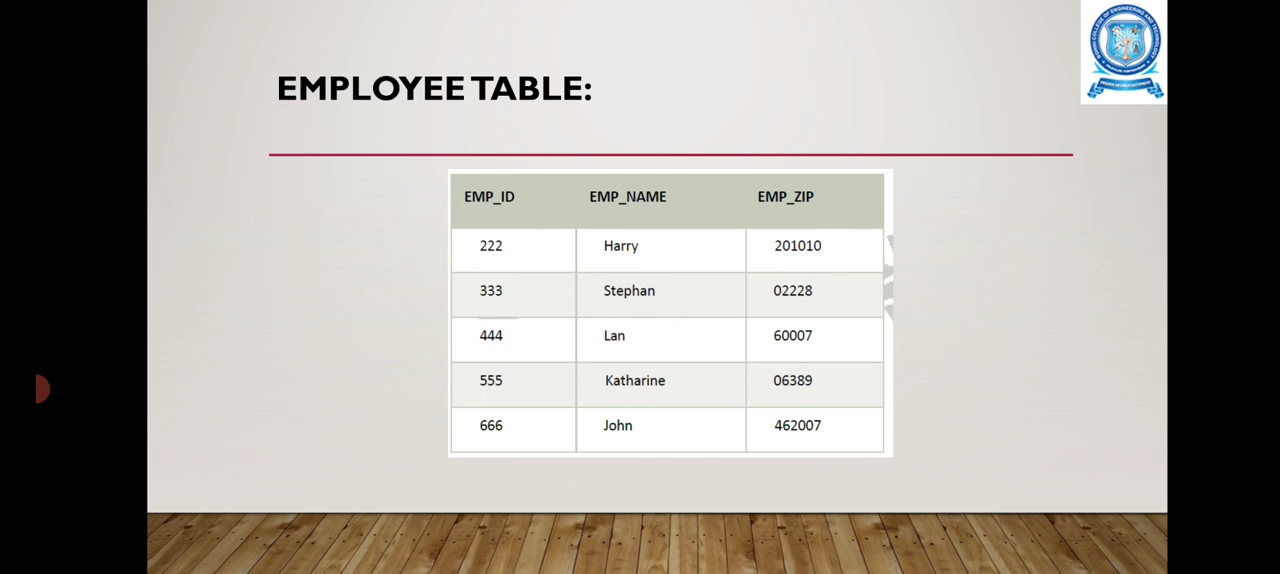 EMPLOYEE TABLE:
EMP_ID EMP_NAME EMP_ZIP
222 Harry 201010
333 Stephan 02228
444 Lan 60007
555 Katharine 06389
666 John 462007